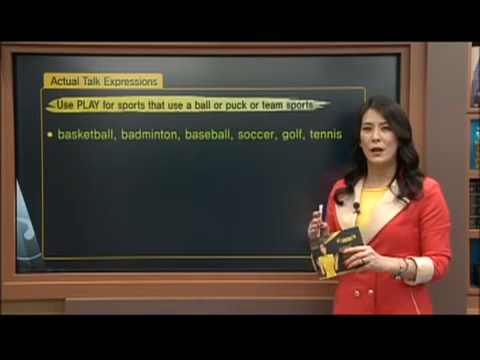 Actual Talk Expressions
Use PLAY for sports that use a ball or puck or team sports
• basketball, badminton, baseball, soccer, golf, tennis